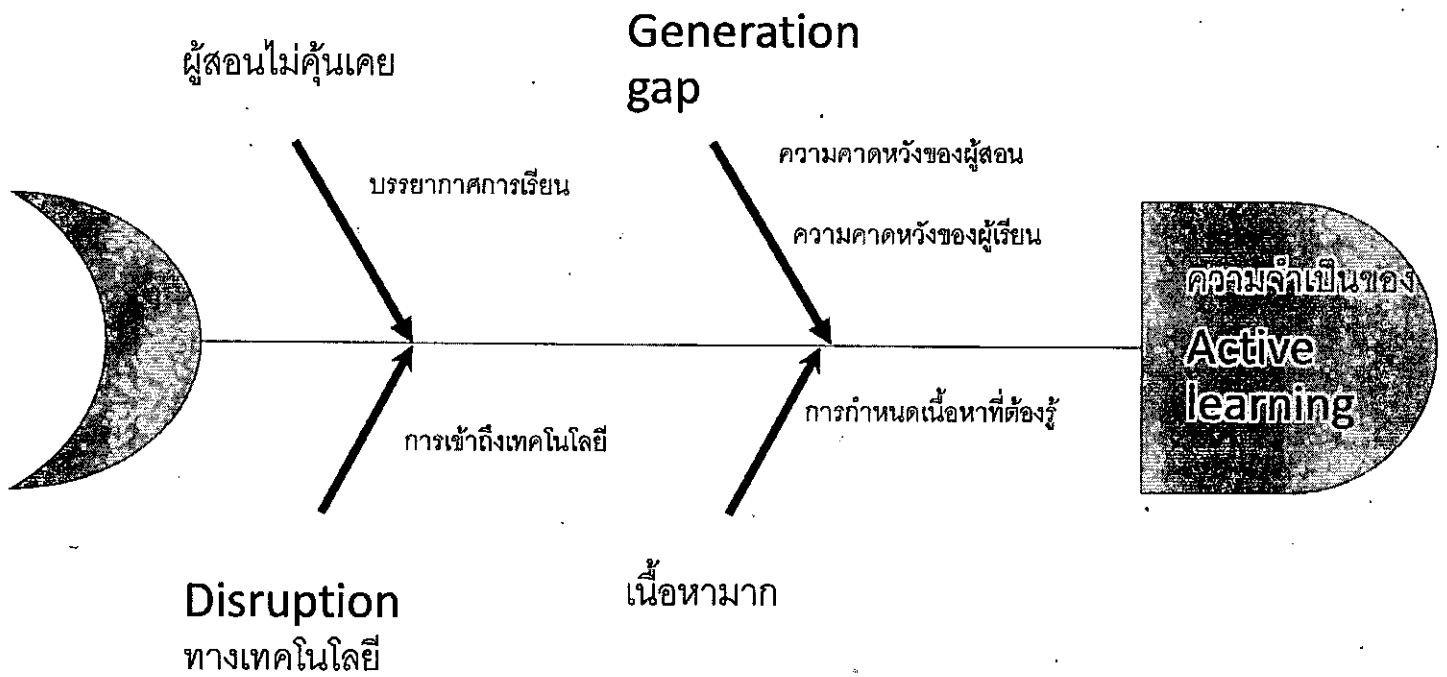 ผู้สอนไม่คุ้นเคย
Generation
gap
บรรยากาศการเรียน
ความคาดหวังของผู้สอน
ความคาดหวังของผู้เรียน
ความจำเป็นของ
Active
learning
การเข้าถึงเทคโนโลยี
การกำหนดเนื้อหาที่ต้องรู้
Disruption
ทางเทคโนโลยี
เนื้อหามาก